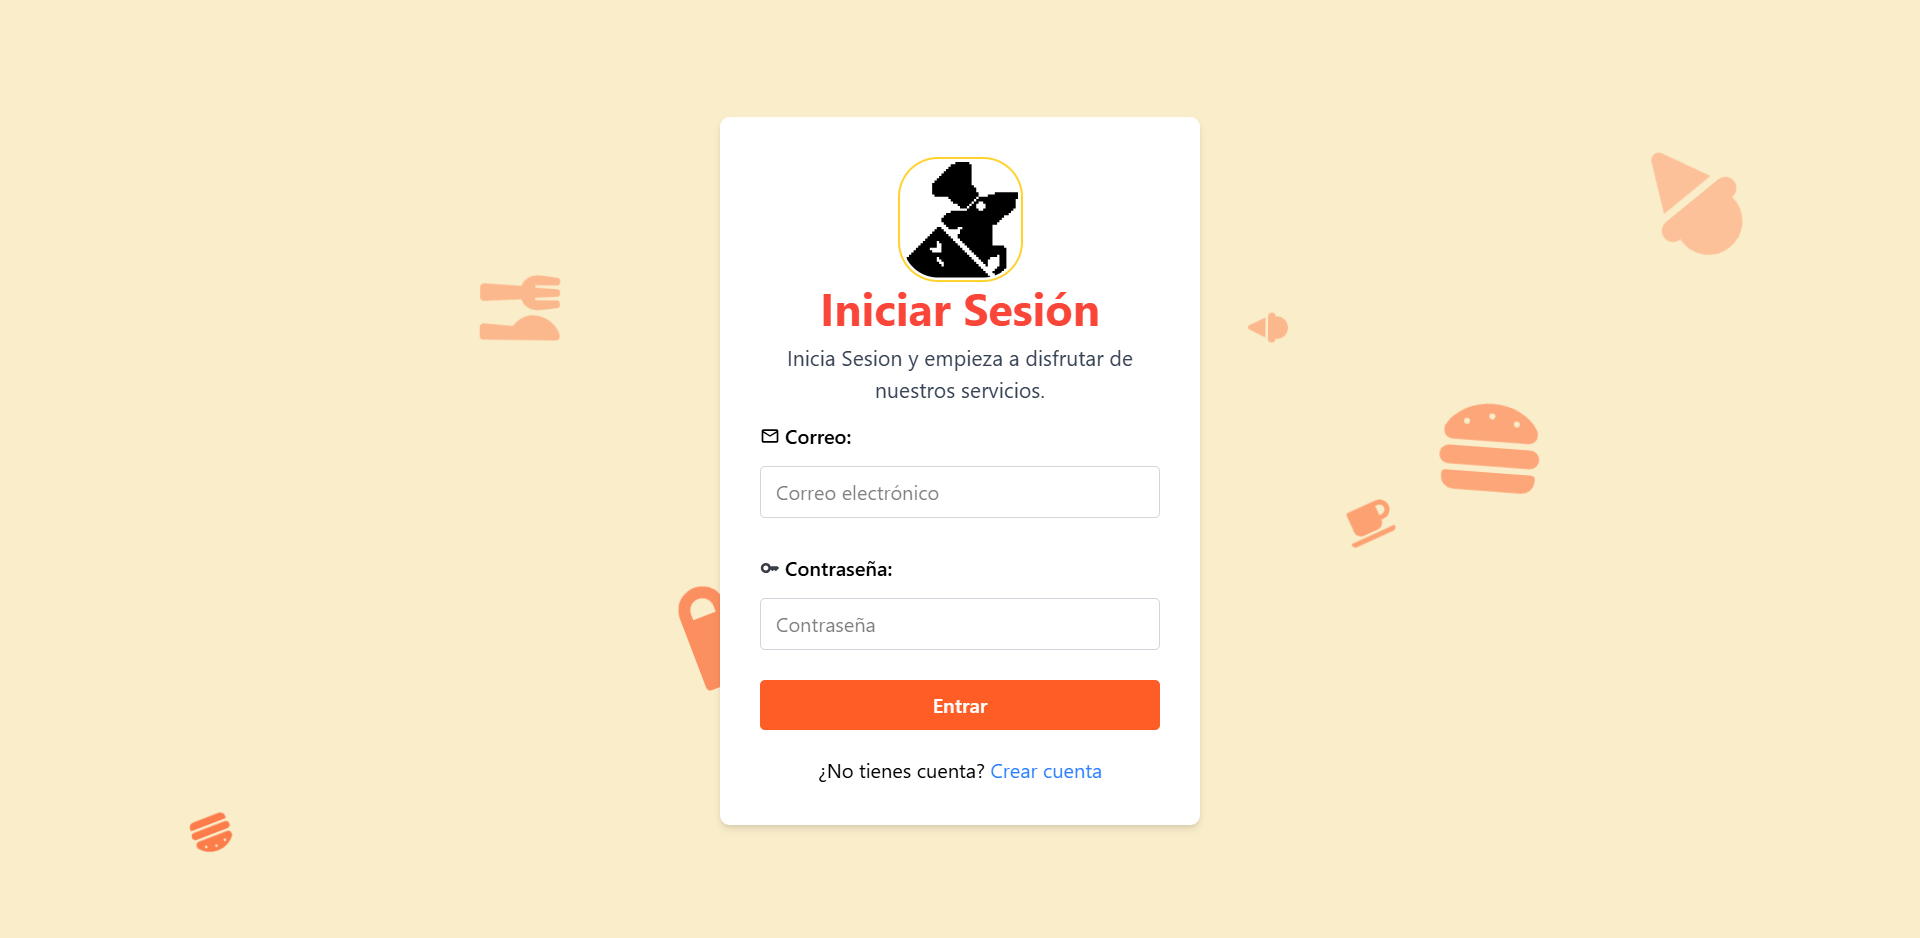 Iniciar Sesión
Inicia Sesion y empieza a disfrutar de
nuestros servicios.
Correo:
Correo electrónico
Contraseña:
Contraseña
Entrar
¿No tienes cuenta? Crear cuenta